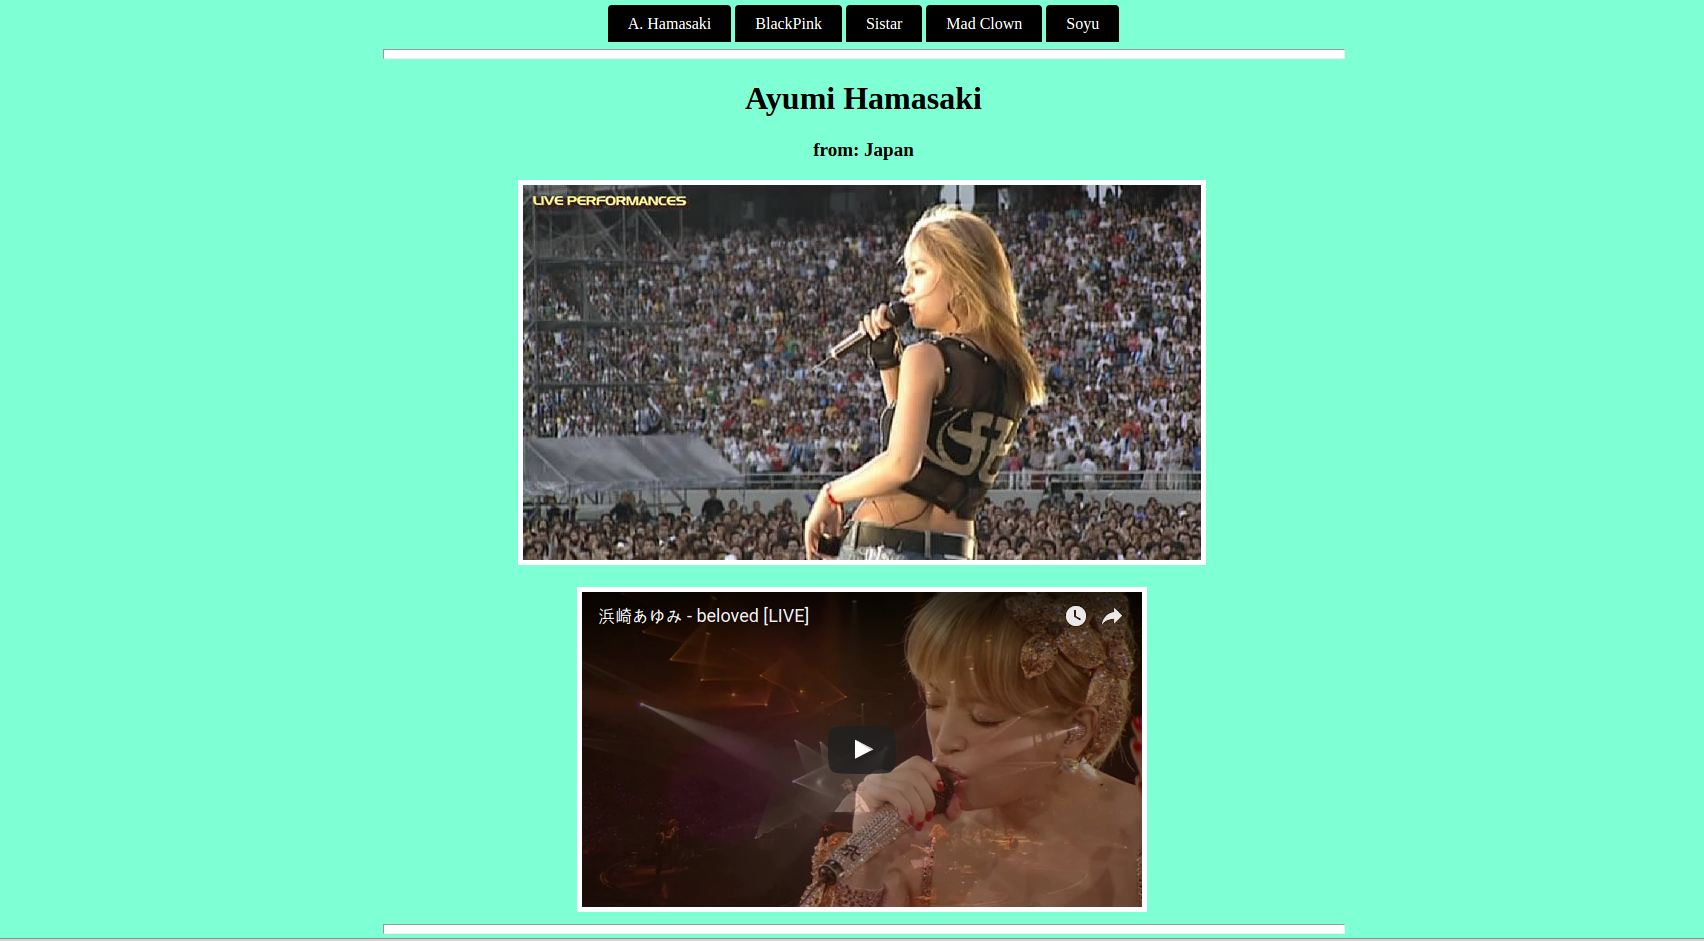 A. Hamasaki
BlackPink
Sistar
Mad Clown
Soyu
Ayumi Hamasaki
from: Japan
LIVE PERFORMANCES
浜崎あゆみ - beloved [LIVE]